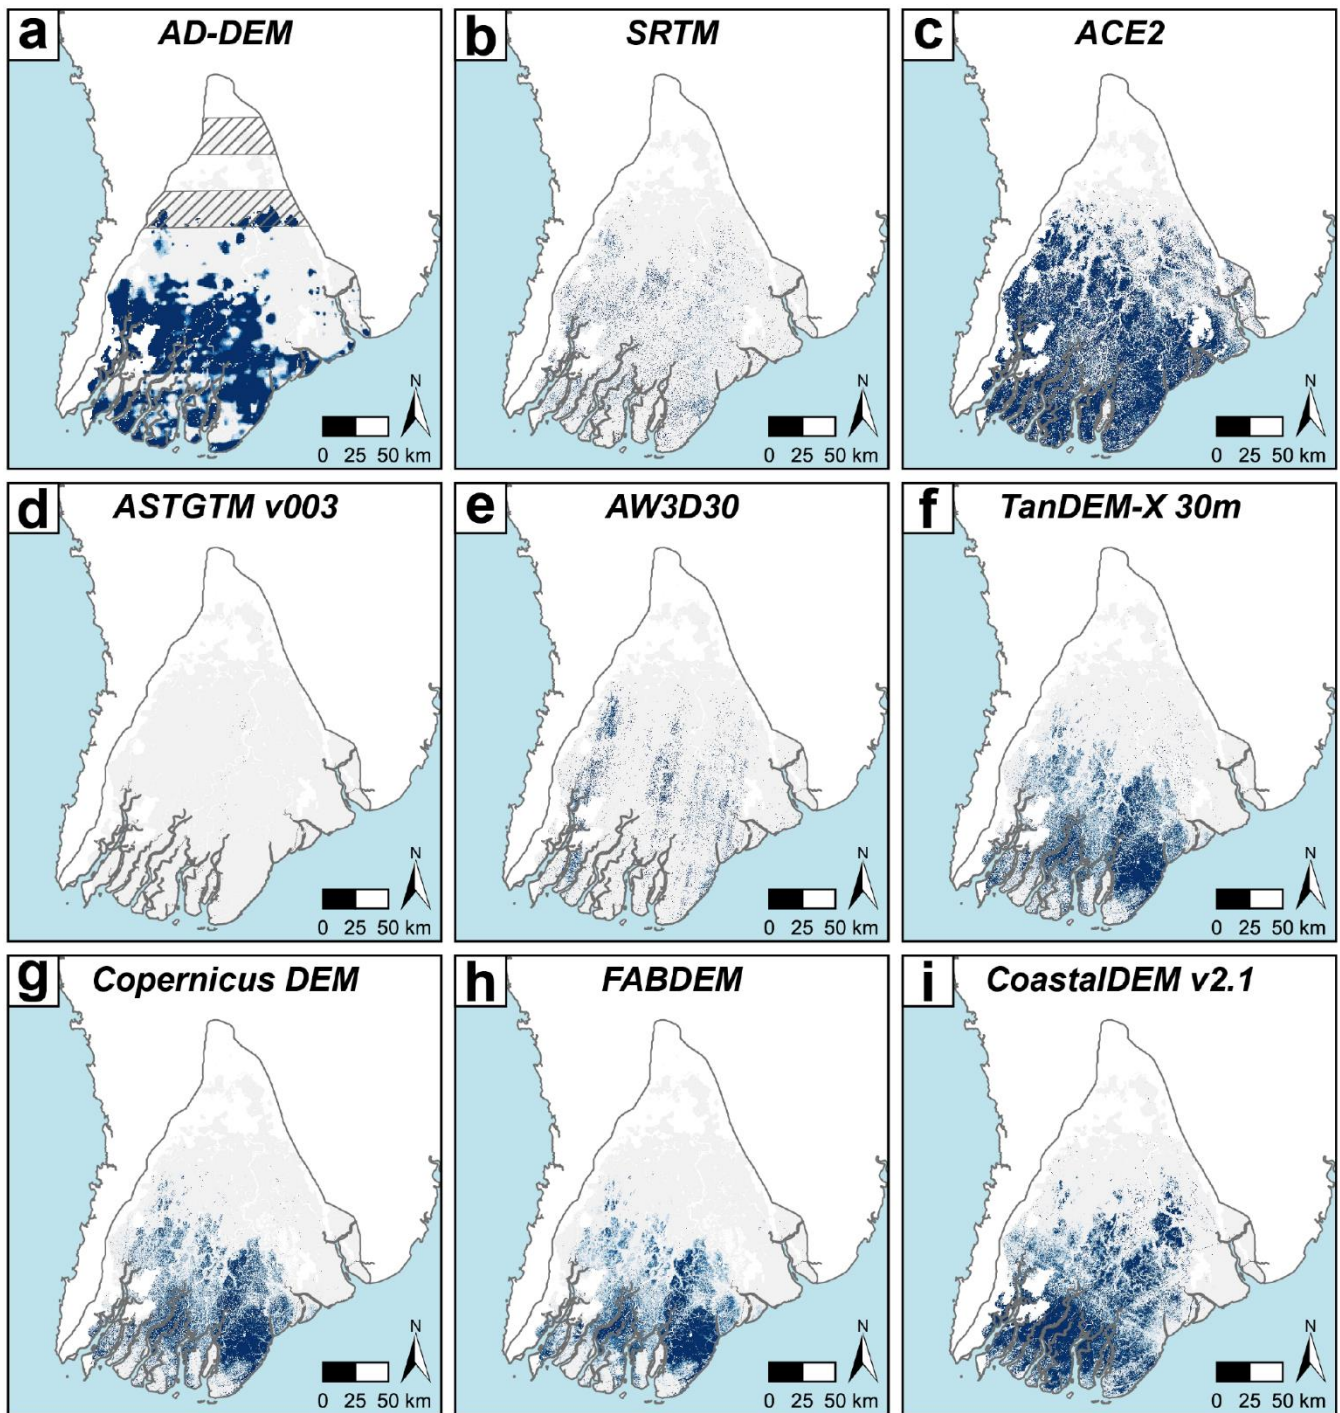 a AD-DEM
N
0 25 50 km
b SRTM
N
0 25 50 km
c ACE2
N
0 25 50 km
d ASTGTM v003
N
0 25 50 km
e AW3D30
N
0 25 50 km
f TanDEM-X 30m
N
0 25 50 km
g Copernicus DEM
N
0 25 50 km
h FABDEM
N
0 25 50 km
i CoastalDEM v2.1
N
0 25 50 km